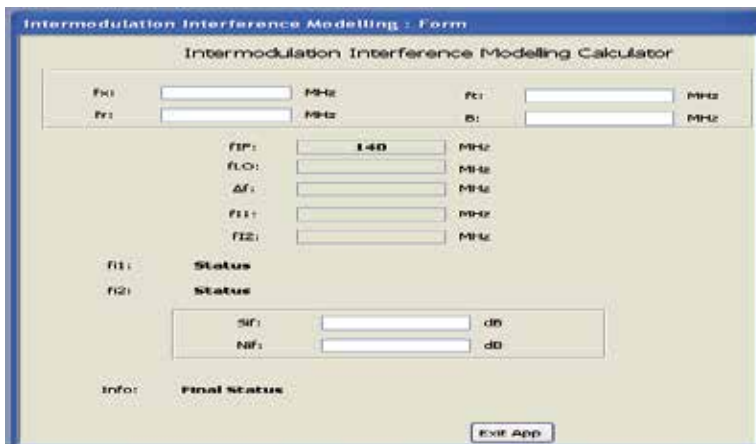 Intermodulation Interference Modelling : Form
Intermodulation Interference Modelling Calculator
fx: MHz ft: MHz
fr: MHz B: MHz
fIF: 140 MHz
fLO: MHz
Δf: MHz
fI1: MHz
fI2: MHz
fi1: Status
fi2: Status
Sif: dB
Nif: dB
Info: Final Status
Exit App